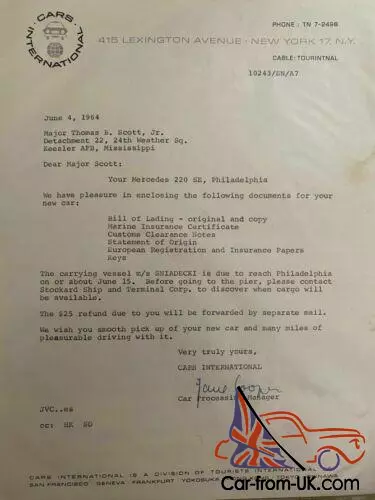 CARS
INTERNATIONAL
PHONE: TN 7-2496
415 LEXINGTON AVENUE · NEW YORK 17, N.Y.
CABLE: TOURINTNAL
10243/SN/A7
June 4, 1964
Major Thomas B. Scott, Jr.
Detachment 22, 24th Weather Sq.
Keesler AFB, Mississippi
Dear Major Scott:
Your Mercedes 220 SE, Philadelphia
We have pleasure in enclosing the following documents for your
new car:
Bill of Lading - original and copy
Marine Insurance Certificate
Customs Clearance Notes
Statement of Origin
European Registration and Insurance Papers
Keys
The carrying vessel m/s SNIADECKI is due to reach Philadelphia
on or about June 15. Before going to the pier, please contact
Stockard Ship and Terminal Corp. to discover when cargo will
be available.
The $25 refund due to you will be forwarded by separate mail.
We wish you smooth pick up of your new car and many miles of
pleasurable driving with it.
Very truly yours,
CARS INTERNATIONAL
Jane Cooper
Car Processing Manager
JVC..es
cc: HK SD
CARS INTERNATIONAL IS A DIVISION OF TOURISTS INTERNATIONAL
SAN FRANCISCO GENEVA FRANKFURT YOKOSUKA
Car-from-UK.com